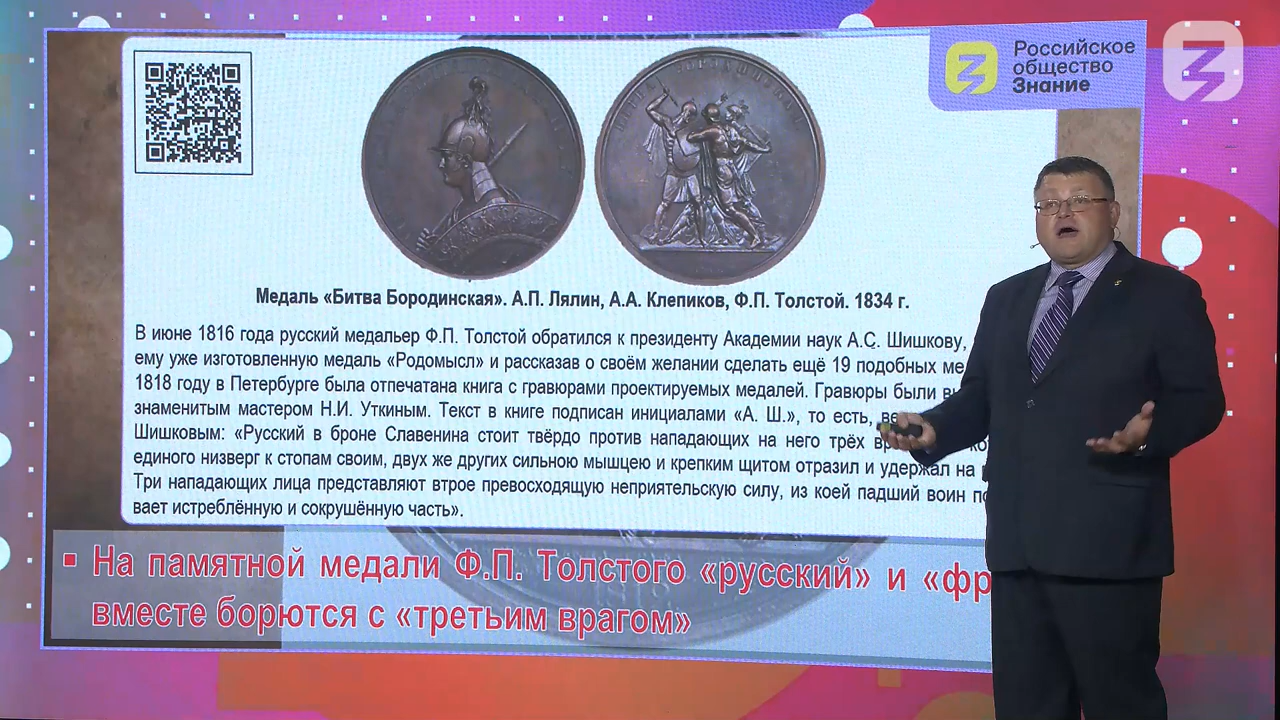 Российское
общество
Знание
Медаль «Битва Бородинская». А.П. Лялин, А.А. Клепиков, Ф.П. Толстой. 1834 г.
В июне 1816 года русский медальер Ф.П. Толстой обратился к президенту Академии наук А.С. Шишкову,
ему уже изготовленную медаль «Родомысл» и рассказав о своём желании сделать ещё 19 подобных
1818 году в Петербурге была отпечатана книга с гравюрами проектируемых медалей. Гравюры были
знаменитым мастером Н.И. Уткиным. Текст в книге подписан инициалами «А. Ш.», то есть,
Шишковым: «Русский в броне Славенина стоит твёрдо против нападающих на него трёх
единого низверг к стопам своим, двух же других сильною мышцею и крепким щитом отразил и удержал на
Три нападающих лица представляют втрое превосходящую неприятельскую силу, из коей падший воин
вает истреблённую и сокрушённую часть».
▪ На памятной медали Ф.П. Толстого «русский» и
вместе борются с «третьим врагом»